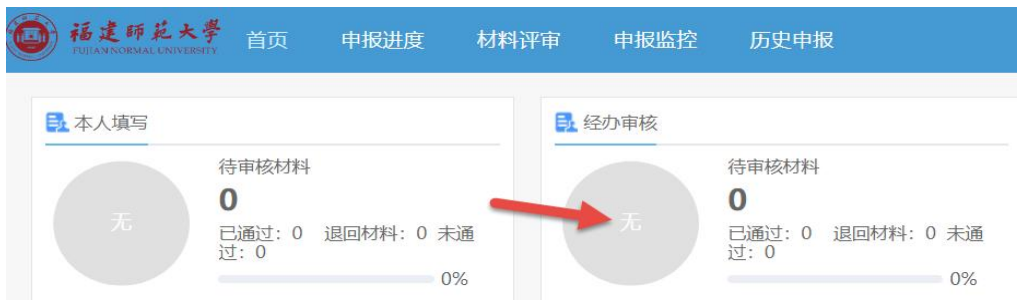 福建師範大學
FUJIAN NORMAL UNIVERSITY
首页 申报进度 材料评审 申报监控 历史申报
本人填写
无
待审核材料
0
已通过：0 退回材料：0 未通
过：0
0%
经办审核
无
待审核材料
0
已通过：0 退回材料：0 未通
过：0
0%